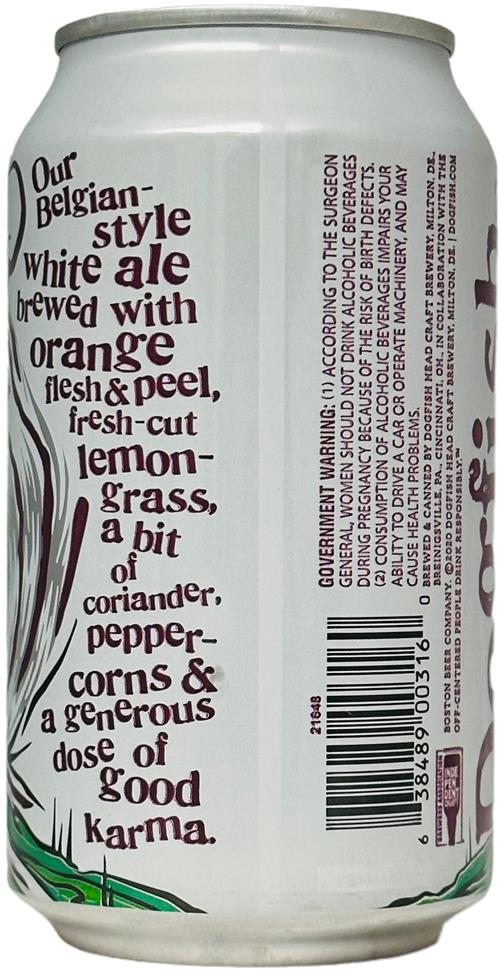 Our
Belgian-
style
white ale
brewed with
orange
flesh & peel,
fresh-cut
lemon-
grass,
a bit
of
coriander,
pepper-
corns &
a generous
dose of
good
karma.
GOVERNMENT WARNING: (1) ACCORDING TO THE SURGEON
GENERAL, WOMEN SHOULD NOT DRINK ALCOHOLIC BEVERAGES
DURING PREGNANCY BECAUSE OF THE RISK OF BIRTH DEFECTS.
(2) CONSUMPTION OF ALCOHOLIC BEVERAGES IMPAIRS YOUR
ABILITY TO DRIVE A CAR OR OPERATE MACHINERY, AND MAY
CAUSE HEALTH PROBLEMS.
BREWED & CANNED BY DOGFISH HEAD CRAFT BREWERY, MILTON, DE.,
BREINIGSVILLE, PA., CINCINNATI, OH., IN COLLABORATION WITH THE
BOSTON BEER COMPANY. ©2020 DOGFISH HEAD CRAFT BREWERY, MILTON, DE. | DOGFISH.COM
OFF-CENTERED PEOPLE DRINK RESPONSIBLY.™
21648
6 38489 00316 0
INDE
PEN
DENT